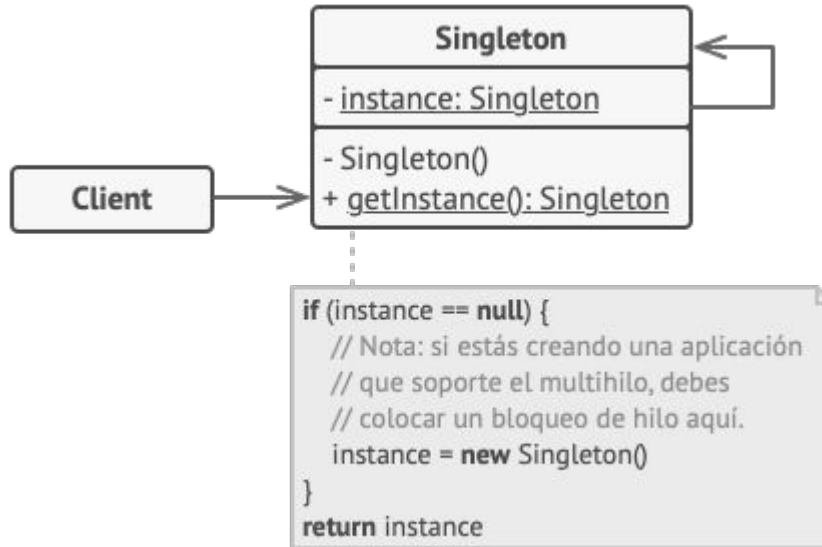 Singleton
- instance: Singleton
- Singleton()
+ getInstance(): Singleton
Client
if (instance == null) {
// Nota: si estás creando una aplicación
// que soporte el multihilo, debes
// colocar un bloqueo de hilo aquí.
instance = new Singleton()
}
return instance